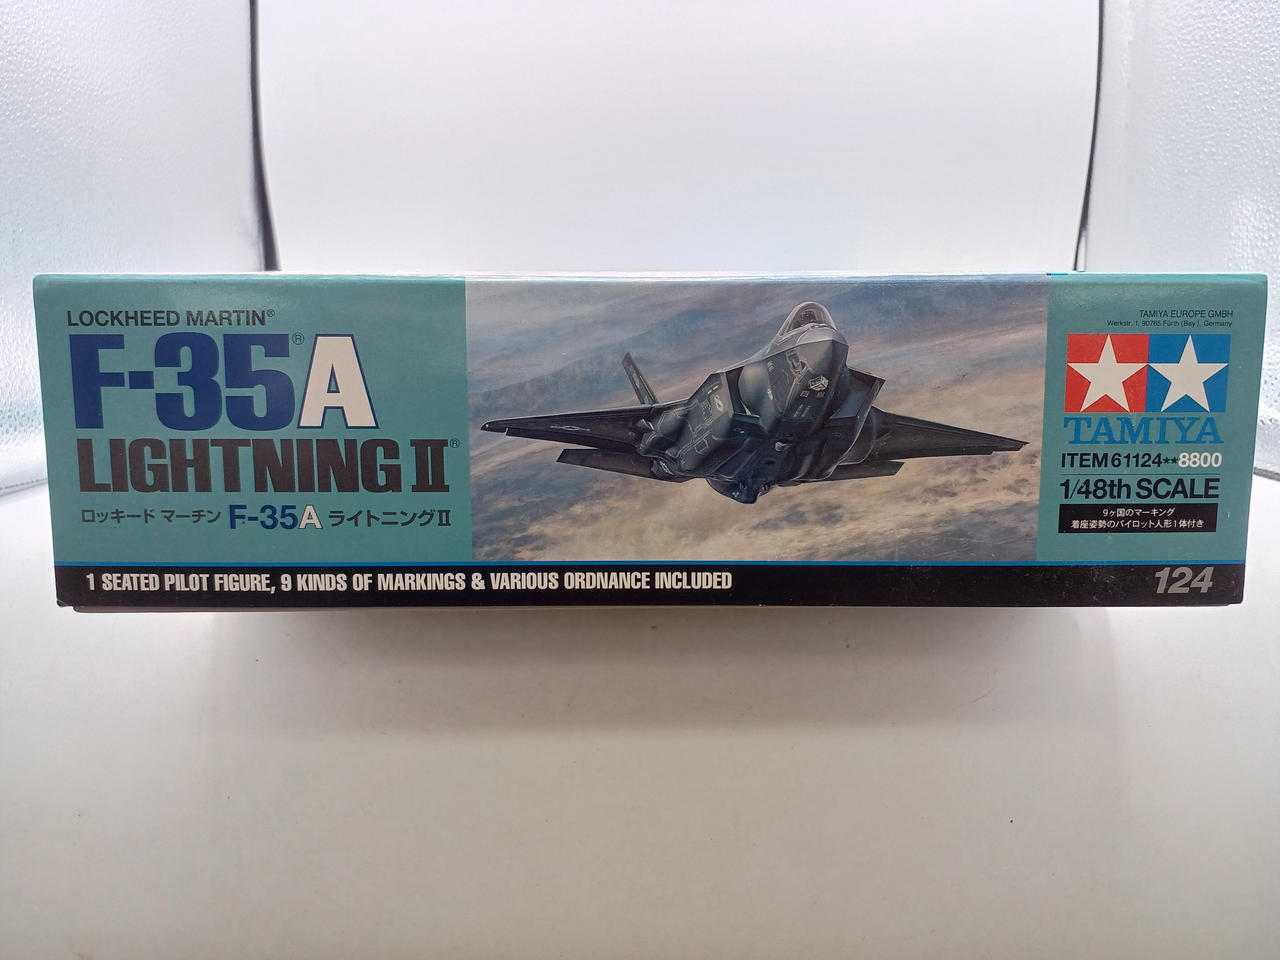 LOCKHEED MARTIN®
F-35®A
LIGHTNING II®
ロッキード マーチン F-35A ライトニングII
1 SEATED PILOT FIGURE, 9 KINDS OF MARKINGS & VARIOUS ORDNANCE INCLUDED
TAMIYA EUROPE GMBH
Werkstr. 1, 90765 Fürth (Bay.), Germany
TAMIYA
ITEM 61124**8800
1/48th SCALE
9ヶ国のマーキング
着座姿勢のパイロット人形1体付き
124